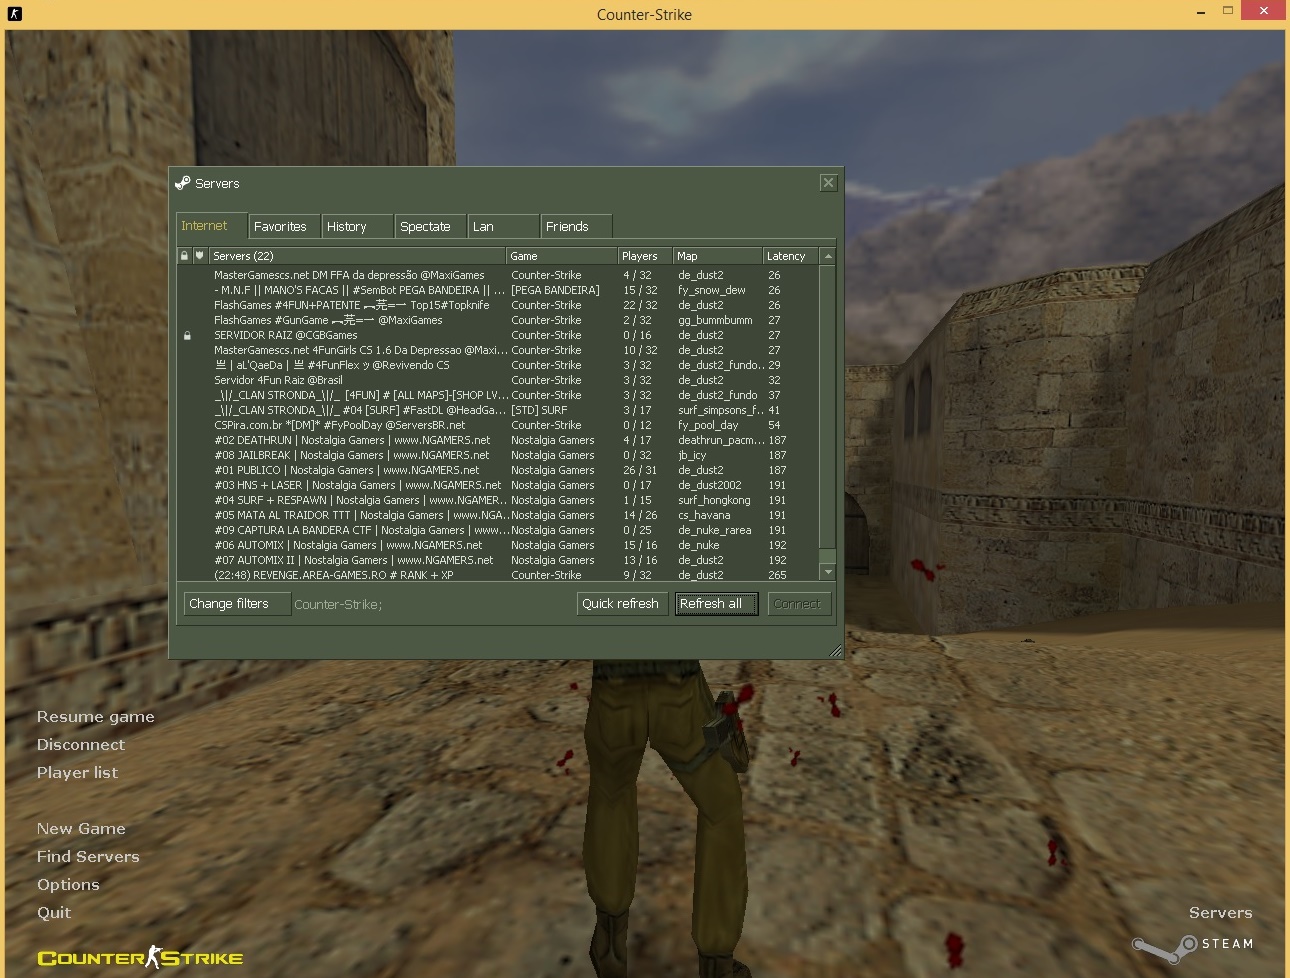 Counter-Strike
Servers
Internet Favorites History Spectate Lan Friends
Servers (22) Game Players Map Latency
MasterGamescs.net DM FFA da depressão @MaxiGames Counter-Strike 4 / 32 de_dust2 26
- M.N.F || MANO'S FACAS || #SemBot PEGA BANDEIRA || ... [PEGA BANDEIRA] 15 / 32 fy_snow_dew 26
FlashGames #4FUN+PATENTE ︻芫=一 Top15#Topknife Counter-Strike 22 / 32 de_dust2 26
FlashGames #GunGame ︻芫=一 @MaxiGames Counter-Strike 2 / 32 gg_bummbumm 27
SERVIDOR RAIZ @CGBGames Counter-Strike 0 / 16 de_dust2 27
MasterGamescs.net 4FunGirls CS 1.6 Da Depressao @Maxi... Counter-Strike 10 / 32 de_dust2 27
| aL'QaeDa | #4FunFlex ッ @Revivendo CS Counter-Strike 3 / 32 de_dust2_fundo... 29
Servidor 4Fun Raiz @Brasil Counter-Strike 3 / 32 de_dust2 32
_\|/_CLAN STRONDA_\|/_ [4FUN] # [ALL MAPS]-[SHOP LV... Counter-Strike 3 / 32 de_dust2_fundo 37
_\|/_CLAN STRONDA_\|/_ #04 [SURF] #FastDL @HeadGa... [STD] SURF 3 / 17 surf_simpsons_f... 41
CSPira.com.br *[DM]* #FyPoolDay @ServersBR.net Counter-Strike 0 / 12 fy_pool_day 54
#02 DEATHRUN | Nostalgia Gamers | www.NGAMERS.net Nostalgia Gamers 4 / 17 deathrun_pacm... 187
#08 JAILBREAK | Nostalgia Gamers | www.NGAMERS.net Nostalgia Gamers 0 / 32 jb_icy 187
#01 PUBLICO | Nostalgia Gamers | www.NGAMERS.net Nostalgia Gamers 26 / 31 de_dust2 187
#03 HNS + LASER | Nostalgia Gamers | www.NGAMERS.net Nostalgia Gamers 0 / 17 de_dust2002 191
#04 SURF + RESPAWN | Nostalgia Gamers | www.NGAMER... Nostalgia Gamers 1 / 15 surf_hongkong 191
#05 MATA AL TRAIDOR TTT | Nostalgia Gamers | www.NGA... Nostalgia Gamers 14 / 26 cs_havana 191
#09 CAPTURA LA BANDERA CTF | Nostalgia Gamers | www.... Nostalgia Gamers 0 / 25 de_nuke_rarea 191
#06 AUTOMIX | Nostalgia Gamers | www.NGAMERS.net Nostalgia Gamers 15 / 16 de_nuke 192
#07 AUTOMIX II | Nostalgia Gamers | www.NGAMERS.net Nostalgia Gamers 13 / 16 de_dust2 192
(22:48) REVENGE.AREA-GAMES.RO # RANK + XP Counter-Strike 9 / 32 de_dust2 265
Change filters Counter-Strike; Quick refresh Refresh all Connect
Resume game
Disconnect
Player list
New Game
Find Servers
Options
Quit
Servers
COUNTER STRIKE
STEAM